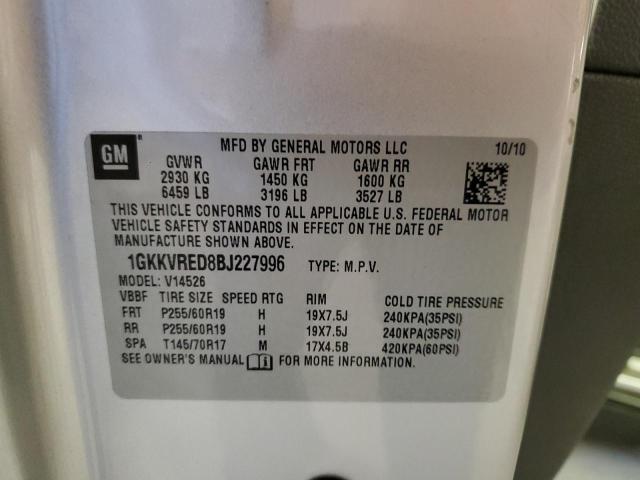 GM
MFD BY GENERAL MOTORS LLC 10/10
GVWR GAWR FRT GAWR RR
2930 KG 1450 KG 1600 KG
6459 LB 3196 LB 3527 LB
THIS VEHICLE CONFORMS TO ALL APPLICABLE U.S. FEDERAL MOTOR
VEHICLE SAFETY STANDARDS IN EFFECT ON THE DATE OF
MANUFACTURE SHOWN ABOVE.
1GKKVRED8BJ227996 TYPE: M.P.V.
MODEL: V14526
VBBF TIRE SIZE SPEED RTG RIM COLD TIRE PRESSURE
FRT P255/60R19 H 19X7.5J 240KPA(35PSI)
RR P255/60R19 H 19X7.5J 240KPA(35PSI)
SPA T145/70R17 M 17X4.5B 420KPA(60PSI)
SEE OWNER'S MANUAL FOR MORE INFORMATION.